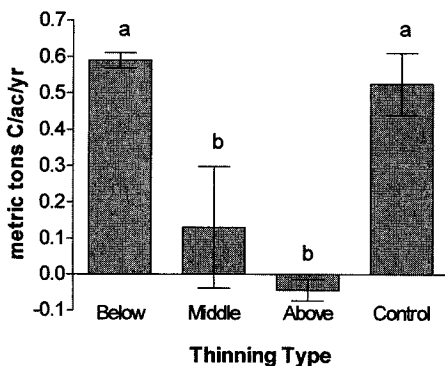 metric tons C/ac/yr
0.7
0.6
0.5
0.4
0.3
0.2
0.1
0.0
-0.1
a
b
b
a
Below Middle Above Control
Thinning Type